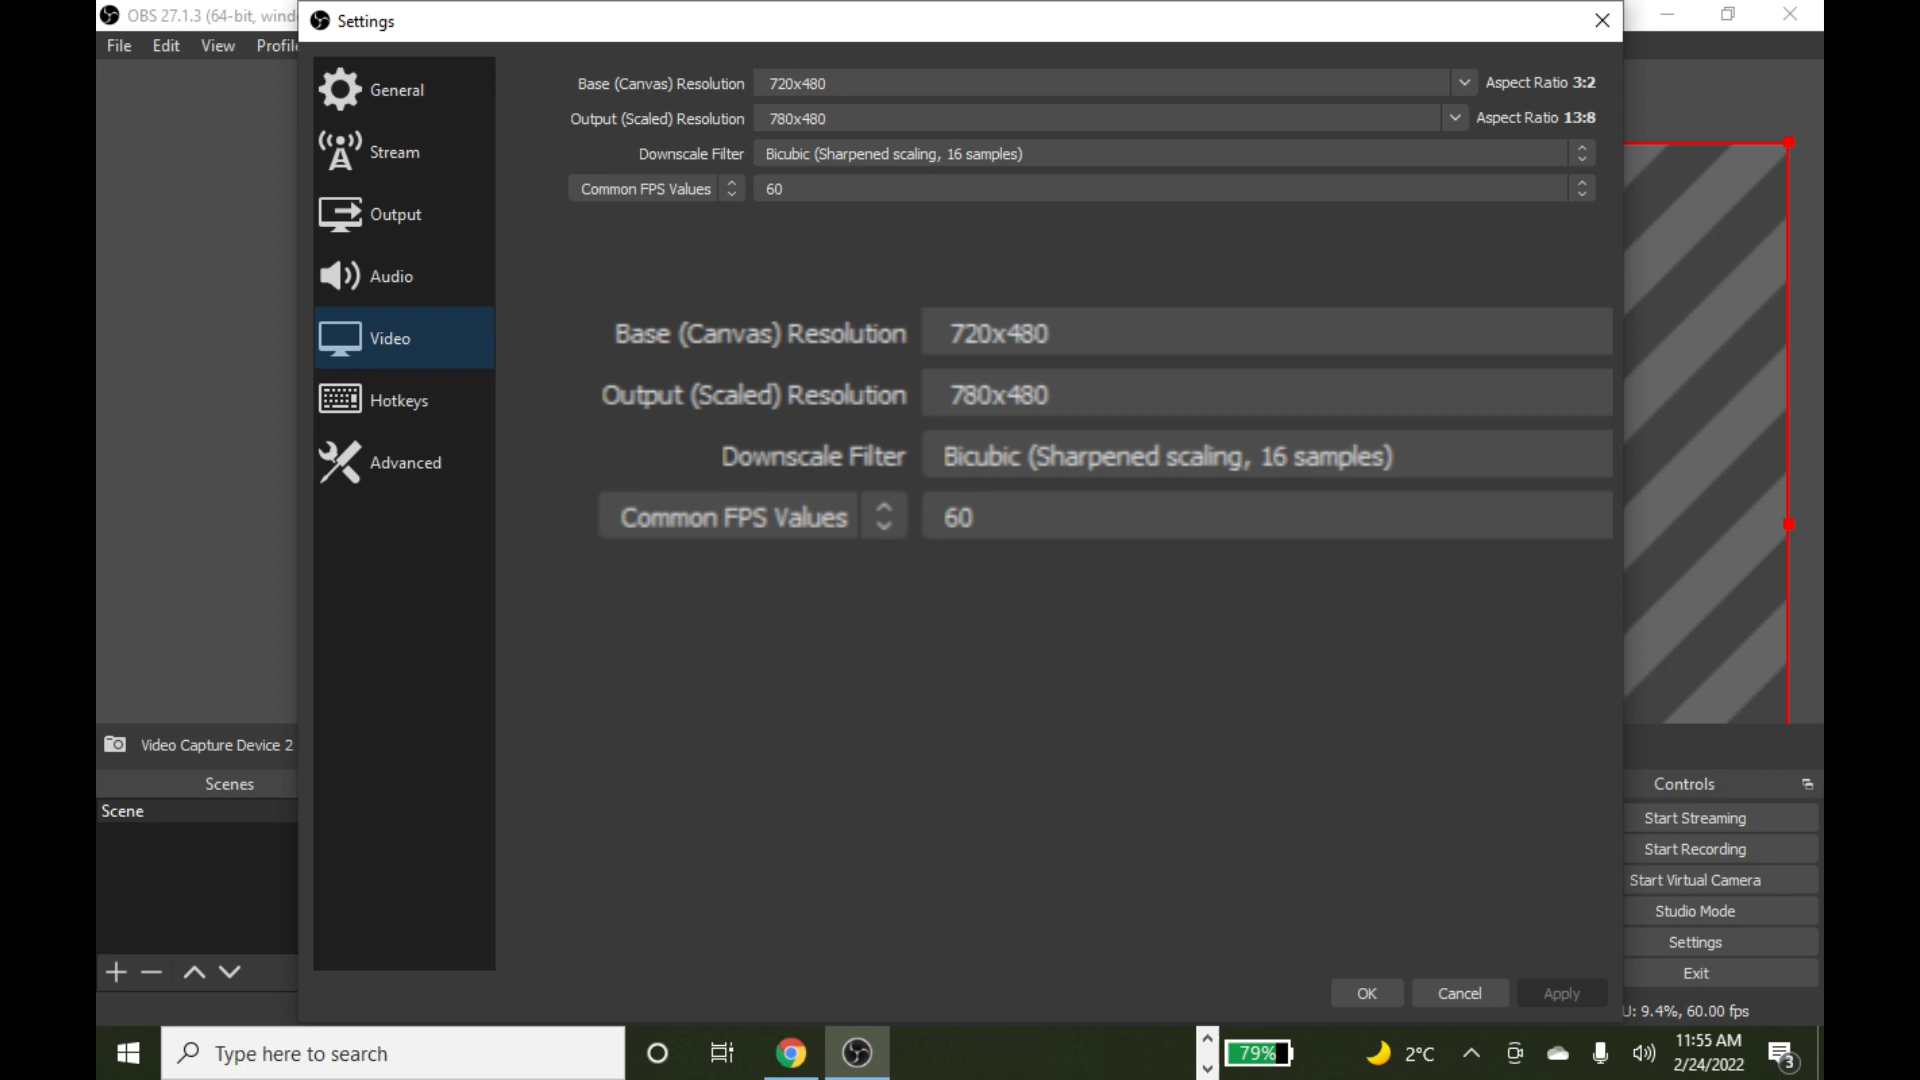 OBS 27.1.3 (64-bit, wind
Settings
File Edit View Profile
General
Stream
Output
Audio
Video
Hotkeys
Advanced
Base (Canvas) Resolution 720x480 Aspect Ratio 3:2
Output (Scaled) Resolution 780x480 Aspect Ratio 13:8
Downscale Filter Bicubic (Sharpened scaling, 16 samples)
Common FPS Values 60
Base (Canvas) Resolution 720x480
Output (Scaled) Resolution 780x480
Downscale Filter Bicubic (Sharpened scaling, 16 samples)
Common FPS Values 60
Video Capture Device 2
Scenes
Scene
Controls
Start Streaming
Start Recording
Start Virtual Camera
Studio Mode
Settings
Exit
OK Cancel Apply
U: 9.4%, 60.00 fps
Type here to search
79%
2°C
11:55 AM
2/24/2022
3